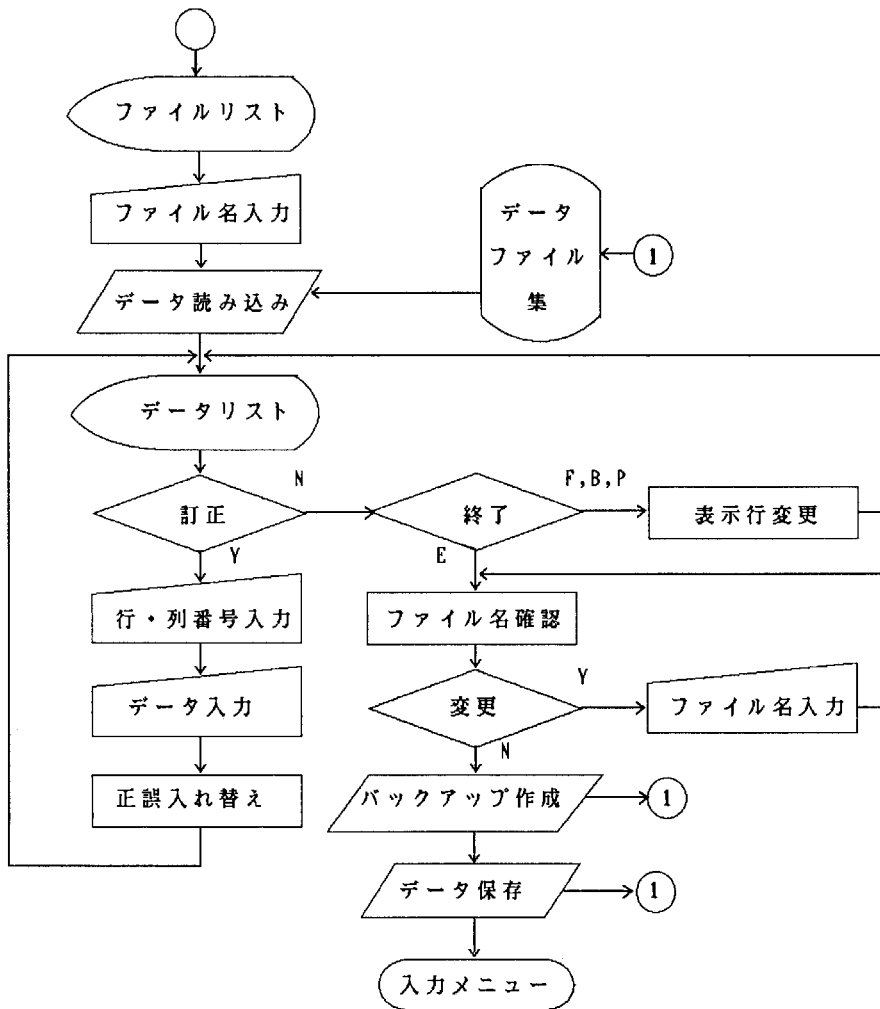 ファイルリスト
ファイル名入力
データ
ファイル
集
1
データ読み込み
データリスト
訂正
N
Y
終了
F,B,P
E
表示行変更
行・列番号入力
ファイル名確認
データ入力
変更
Y
N
ファイル名入力
正誤入れ替え
バックアップ作成
1
データ保存
1
入力メニュー